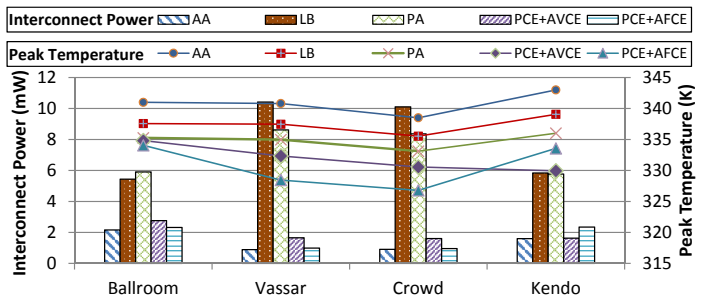 Interconnect Power AA LB PA PCE+AVCE PCE+AFCE
Peak Temperature AA LB PA PCE+AVCE PCE+AFCE
Interconnect Power (mW)
12
10
8
6
4
2
0
345
340
335
330
325
320
315
Peak Temperature (K)
Ballroom Vassar Crowd Kendo